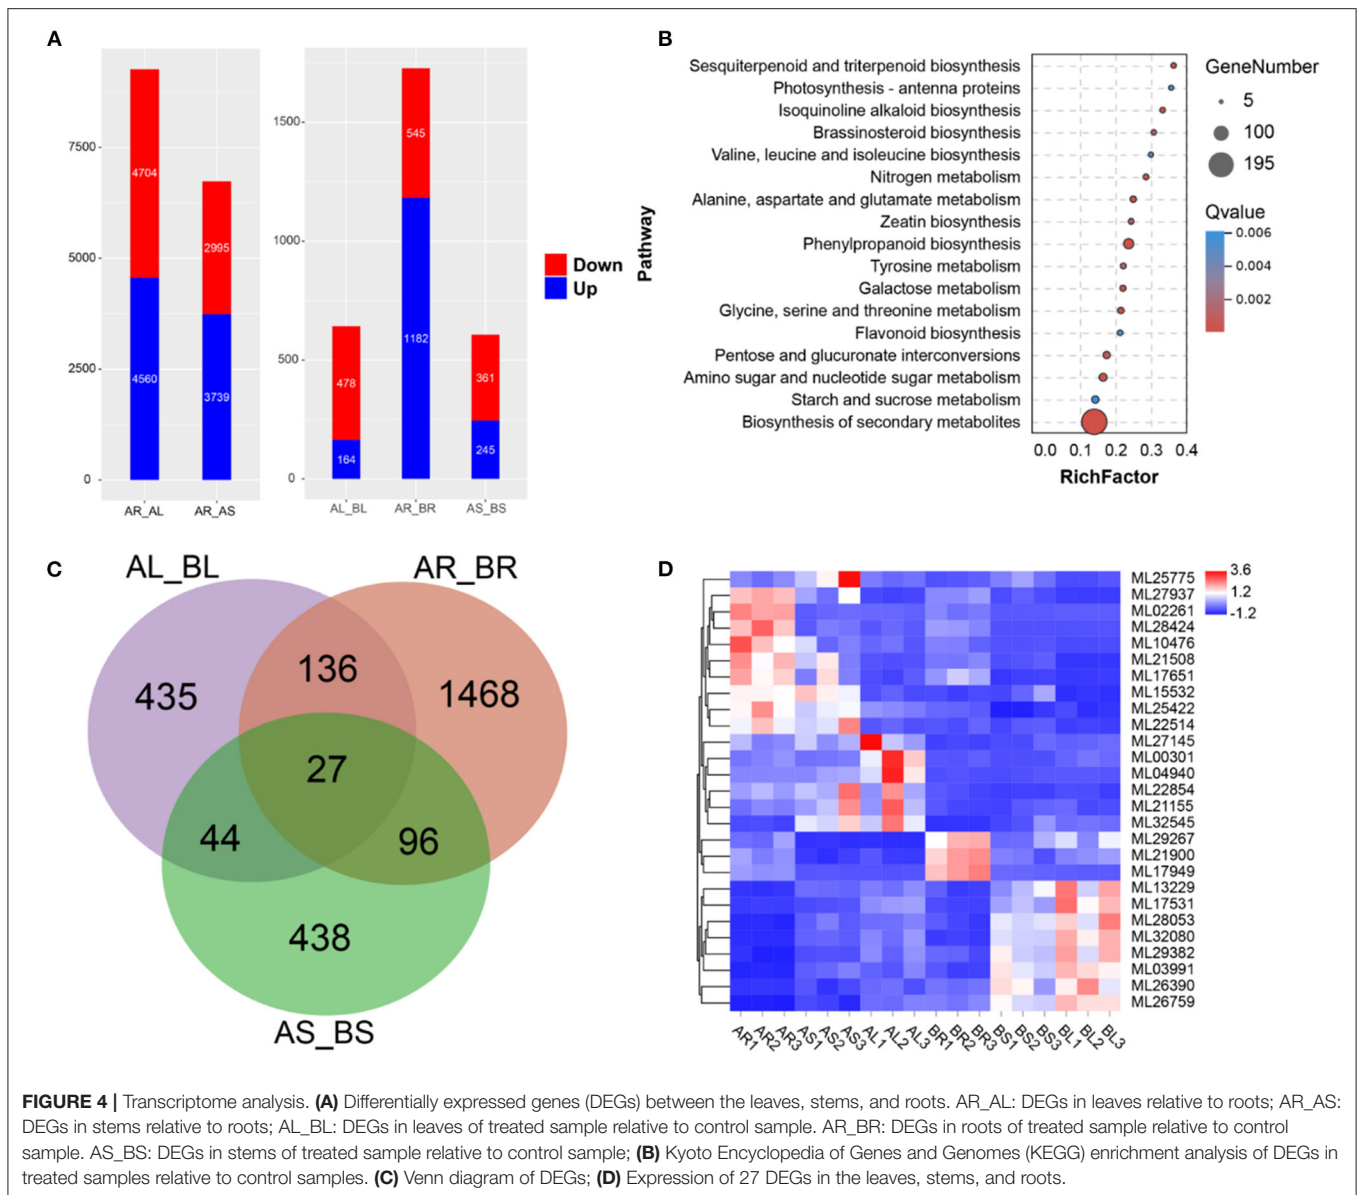 A
7500
5000
2500
0
4704
4560
2995
3739
AR_AL
AR_AS
1500
1000
500
0
478
164
545
1182
361
245
AL_BL
AR_BR
AS_BS
Down
Up
B
Pathway
Sesquiterpenoid and triterpenoid biosynthesis
Photosynthesis - antenna proteins
Isoquinoline alkaloid biosynthesis
Brassinosteroid biosynthesis
Valine, leucine and isoleucine biosynthesis
Nitrogen metabolism
Alanine, aspartate and glutamate metabolism
Zeatin biosynthesis
Phenylpropanoid biosynthesis
Tyrosine metabolism
Galactose metabolism
Glycine, serine and threonine metabolism
Flavonoid biosynthesis
Pentose and glucuronate interconversions
Amino sugar and nucleotide sugar metabolism
Starch and sucrose metabolism
Biosynthesis of secondary metabolites
0.0 0.1 0.2 0.3 0.4
RichFactor
GeneNumber
5
100
195
Qvalue
0.006
0.004
0.002
C
AL_BL
AR_BR
435
136
1468
27
44
96
438
AS_BS
D
ML25775
ML27937
ML02261
ML28424
ML10476
ML21508
ML17651
ML15532
ML25422
ML22514
ML27145
ML00301
ML04940
ML22854
ML21155
ML32545
ML29267
ML21900
ML17949
ML13229
ML17531
ML28053
ML32080
ML29382
ML03991
ML26390
ML26759
3.6
1.2
-1.2
AR1 AR2 AR3 AS1 AS2 AS3 AL1 AL2 AL3 BR1 BR2 BR3 BS1 BS2 BS3 BL1 BL2 BL3
FIGURE 4 | Transcriptome analysis. (A) Differentially expressed genes (DEGs) between the leaves, stems, and roots. AR_AL: DEGs in leaves relative to roots; AR_AS:
DEGs in stems relative to roots; AL_BL: DEGs in leaves of treated sample relative to control sample. AR_BR: DEGs in roots of treated sample relative to control
sample. AS_BS: DEGs in stems of treated sample relative to control sample; (B) Kyoto Encyclopedia of Genes and Genomes (KEGG) enrichment analysis of DEGs in
treated samples relative to control samples. (C) Venn diagram of DEGs; (D) Expression of 27 DEGs in the leaves, stems, and roots.